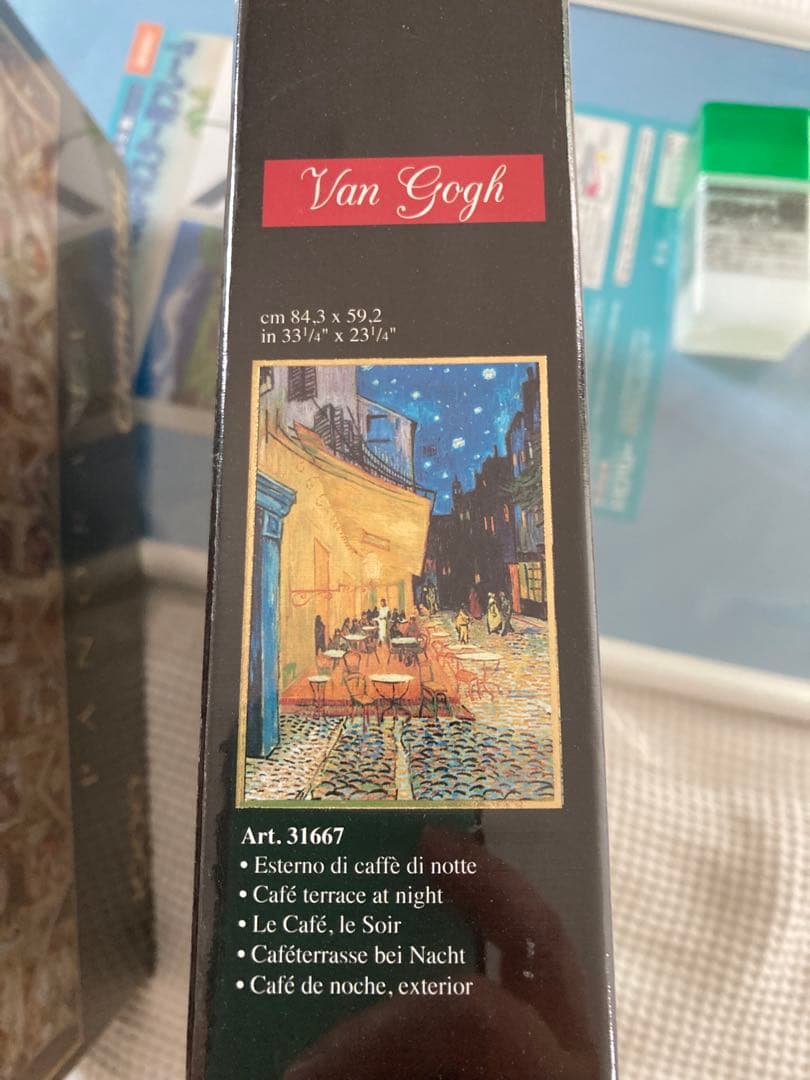 Van Gogh
cm 84,3 x 59,2
in 33¹/₄" x 23¹/₄"
Art. 31667
• Esterno di caffè di notte
• Café terrace at night
• Le Café, le Soir
• Caféterrasse bei Nacht
• Café de noche, exterior